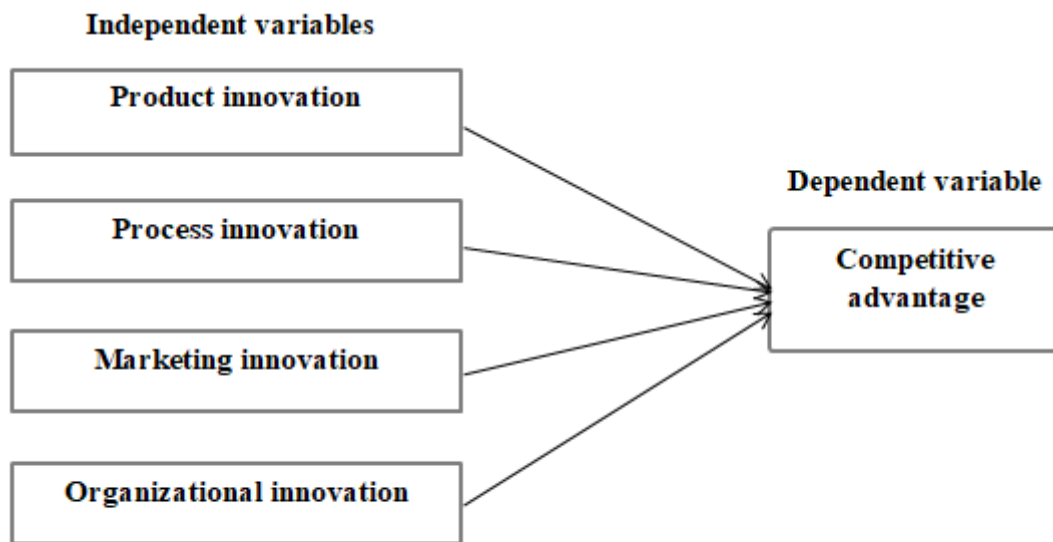 Independent variables
Product innovation
Process innovation
Marketing innovation
Organizational innovation
Dependent variable
Competitive
advantage